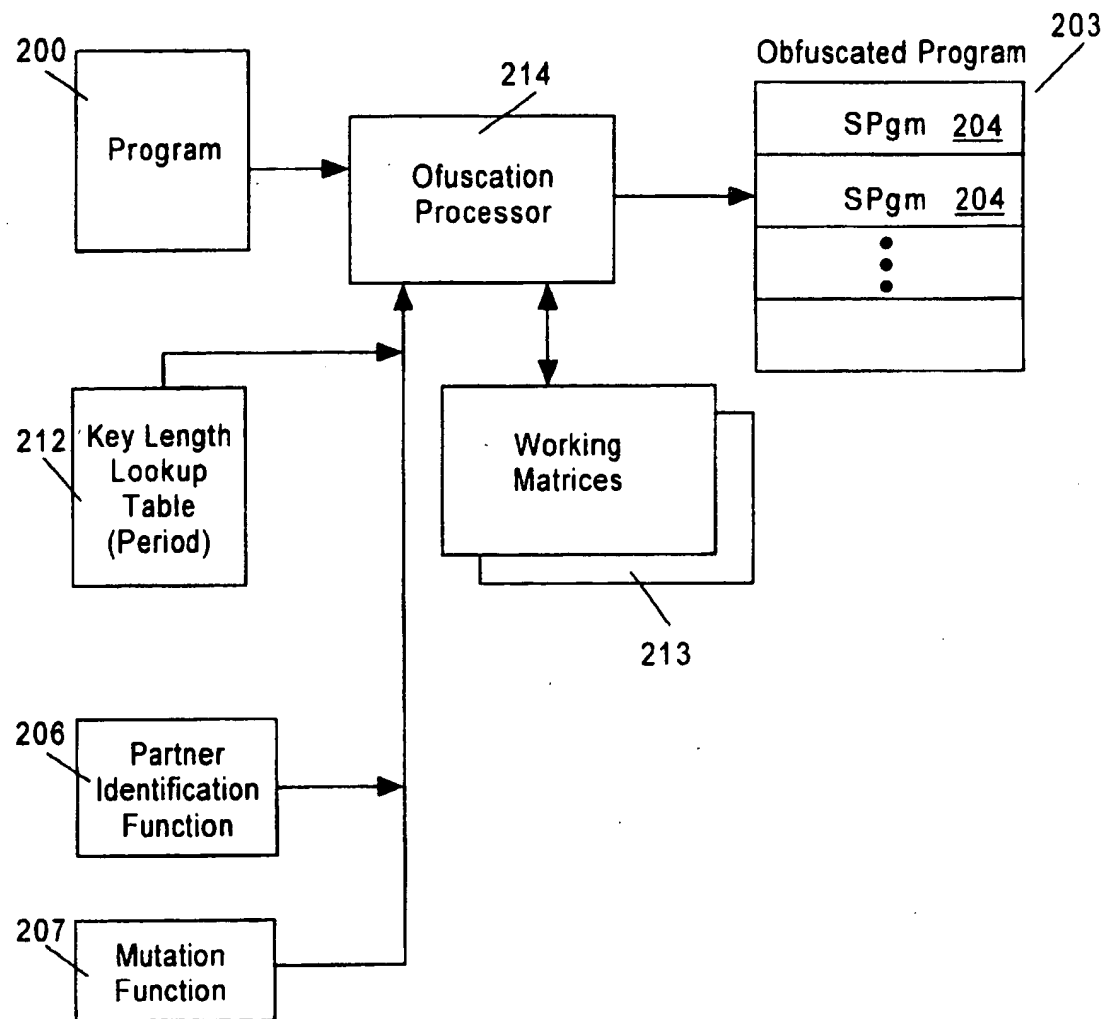 203
200
Obfuscated Program
214
SPgm 204
Program
Ofuscation
Processor
SPgm 204
212
Key Length
Lookup
Table
(Period)
Working
Matrices
213
206
Partner
Identification
Function
207
Mutation
Function